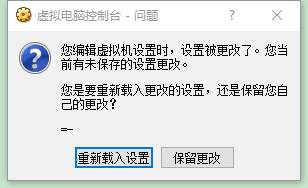 虚拟电脑控制台 - 问题
您编辑虚拟机设置时，设置被更改了。您当
前有未保存的设置更改。
您是要重新载入更改的设置，还是保留您自
己的更改？
重新载入设置
保留更改